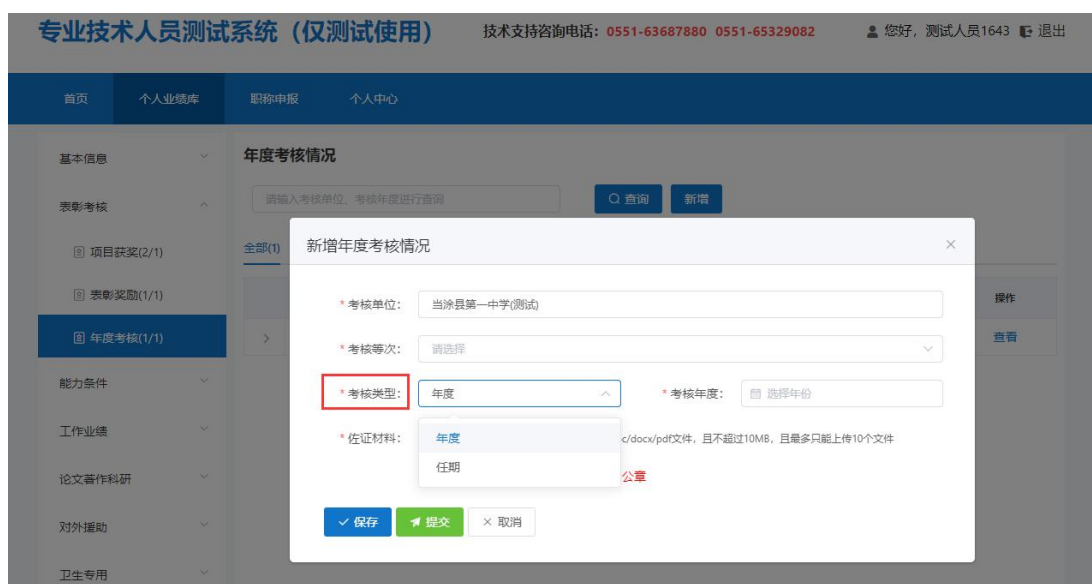 专业技术人员测试系统（仅测试使用） 技术支持咨询电话：0551-63687880 0551-65329082 您好，测试人员1643 退出
首页 个人业绩库 职称申报 个人中心
基本信息
年度考核情况
表彰考核
请输入考核单位、考核年度进行查询 查询 新增
项目获奖(2/1)
全部(1)
新增年度考核情况
表彰奖励(1/1)
*考核单位： 当涂县第一中学(测试)
操作
年度考核(1/1)
查看
*考核等次： 请选择
能力条件
*考核类型： 年度 *考核年度： 选择年份
工作业绩
*佐证材料： 年度 c/docx/pdf文件，且不超过10MB，且最多只能上传10个文件
任期 公章
论文著作科研
保存 提交 取消
对外援助
卫生专用